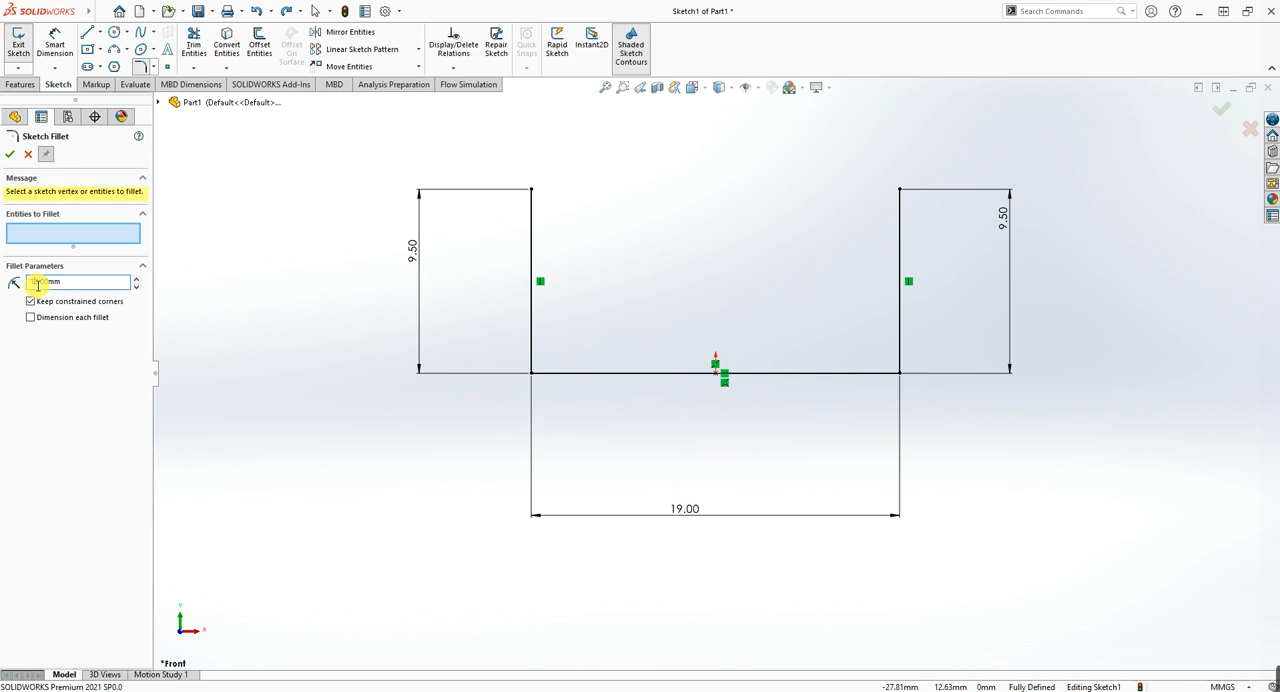 SOLIDWORKS
Sketch1 of Part1 *
Search Commands
Exit Sketch
Smart Dimension
Trim Entities
Convert Entities
Offset Entities
Offset On Surface
Mirror Entities
Linear Sketch Pattern
Move Entities
Display/Delete Relations
Repair Sketch
Quick Snaps
Rapid Sketch
Instant2D
Shaded Sketch Contours
Features
Sketch
Markup
Evaluate
MBD Dimensions
SOLIDWORKS Add-Ins
MBD
Analysis Preparation
Flow Simulation
Part1 (Default<<Default>...
Sketch Fillet
Message
Select a sketch vertex or entities to fillet.
Entities to Fillet
Fillet Parameters
Keep constrained corners
Dimension each fillet
9.50
9.50
19.00
Y
X
*Front
Model
3D Views
Motion Study 1
SOLIDWORKS Premium 2021 SP0.0
-27.81mm
12.63mm
0mm
Fully Defined
Editing Sketch1
MMGS